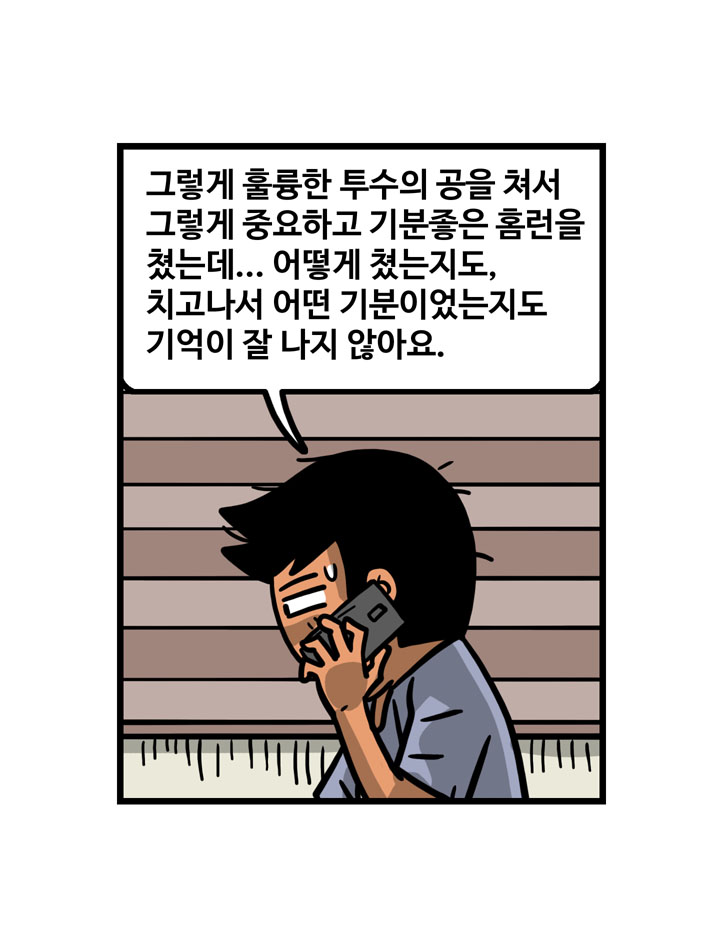 그렇게 훌륭한 투수의 공을 쳐서
그렇게 중요하고 기분좋은 홈런을
쳤는데... 어떻게 쳤는지도,
치고나서 어떤 기분이었는지도
기억이 잘 나지 않아요.